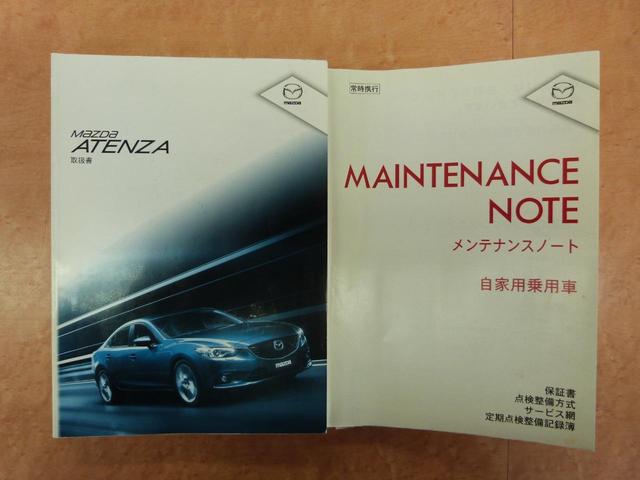 mazda
Mazda
ATENZA
取扱書
mazda
常時携行
mazda
MAINTENANCE
NOTE
メンテナンスノート
自家用乗用車
保証書
点検整備方式
サービス網
定期点検整備記録簿